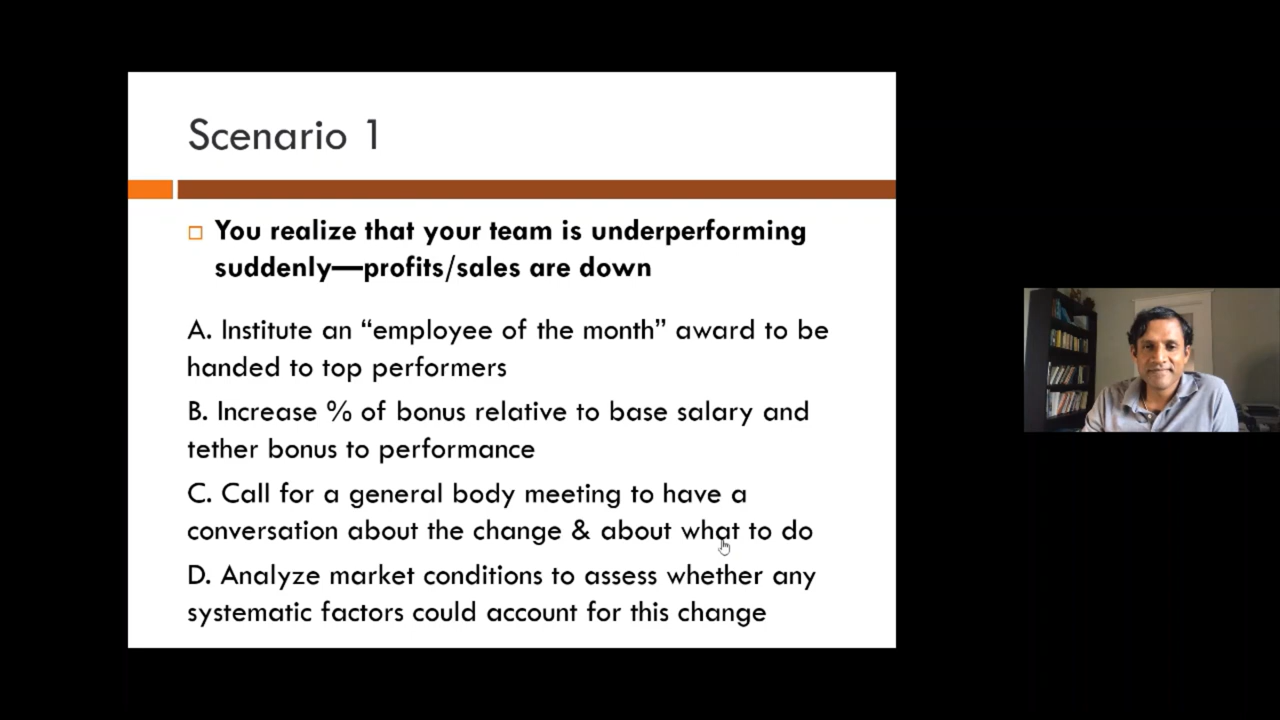 Scenario 1
You realize that your team is underperforming
suddenly—profits/sales are down
A. Institute an “employee of the month” award to be
handed to top performers
B. Increase % of bonus relative to base salary and
tether bonus to performance
C. Call for a general body meeting to have a
conversation about the change & about what to do
D. Analyze market conditions to assess whether any
systematic factors could account for this change